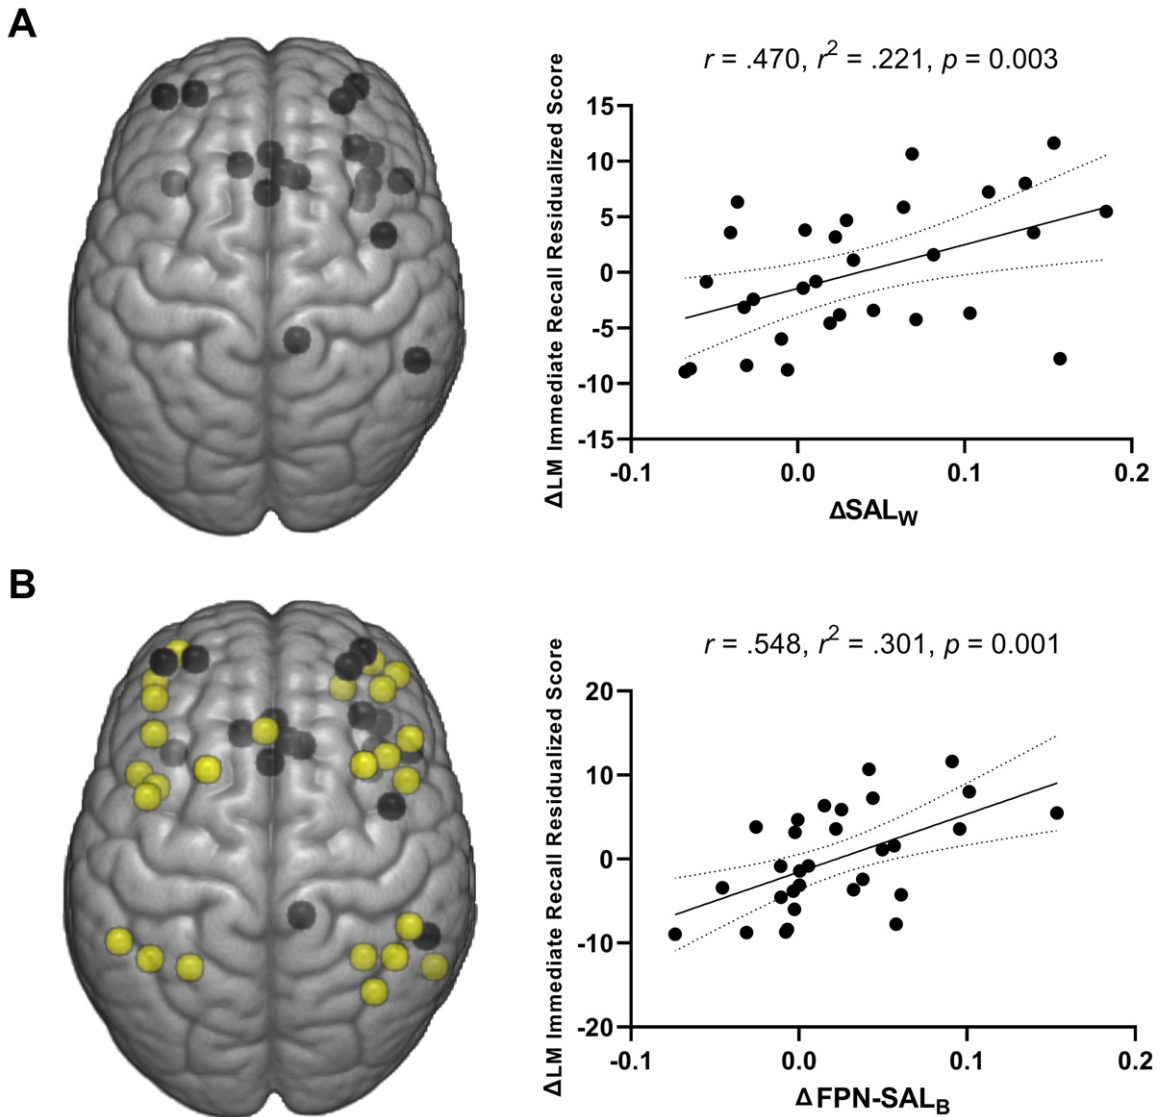 A
r = .470, r² = .221, p = 0.003
ΔLM Immediate Recall Residualized Score
15
10
5
0
-5
-10
-15
-0.1 0.0 0.1 0.2
ΔSALW
B
r = .548, r² = .301, p = 0.001
ΔLM Immediate Recall Residualized Score
20
10
0
-10
-20
-0.1 0.0 0.1 0.2
ΔFPN-SALB